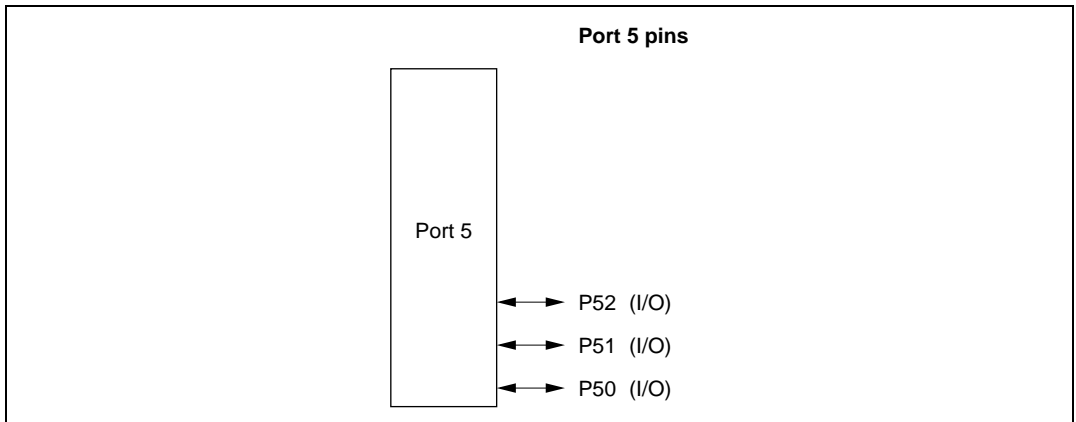 Port 5 pins
Port 5
P52 (I/O)
P51 (I/O)
P50 (I/O)